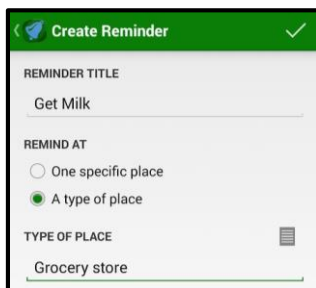 Create Reminder
REMINDER TITLE
Get Milk
REMIND AT
One specific place
A type of place
TYPE OF PLACE
Grocery store